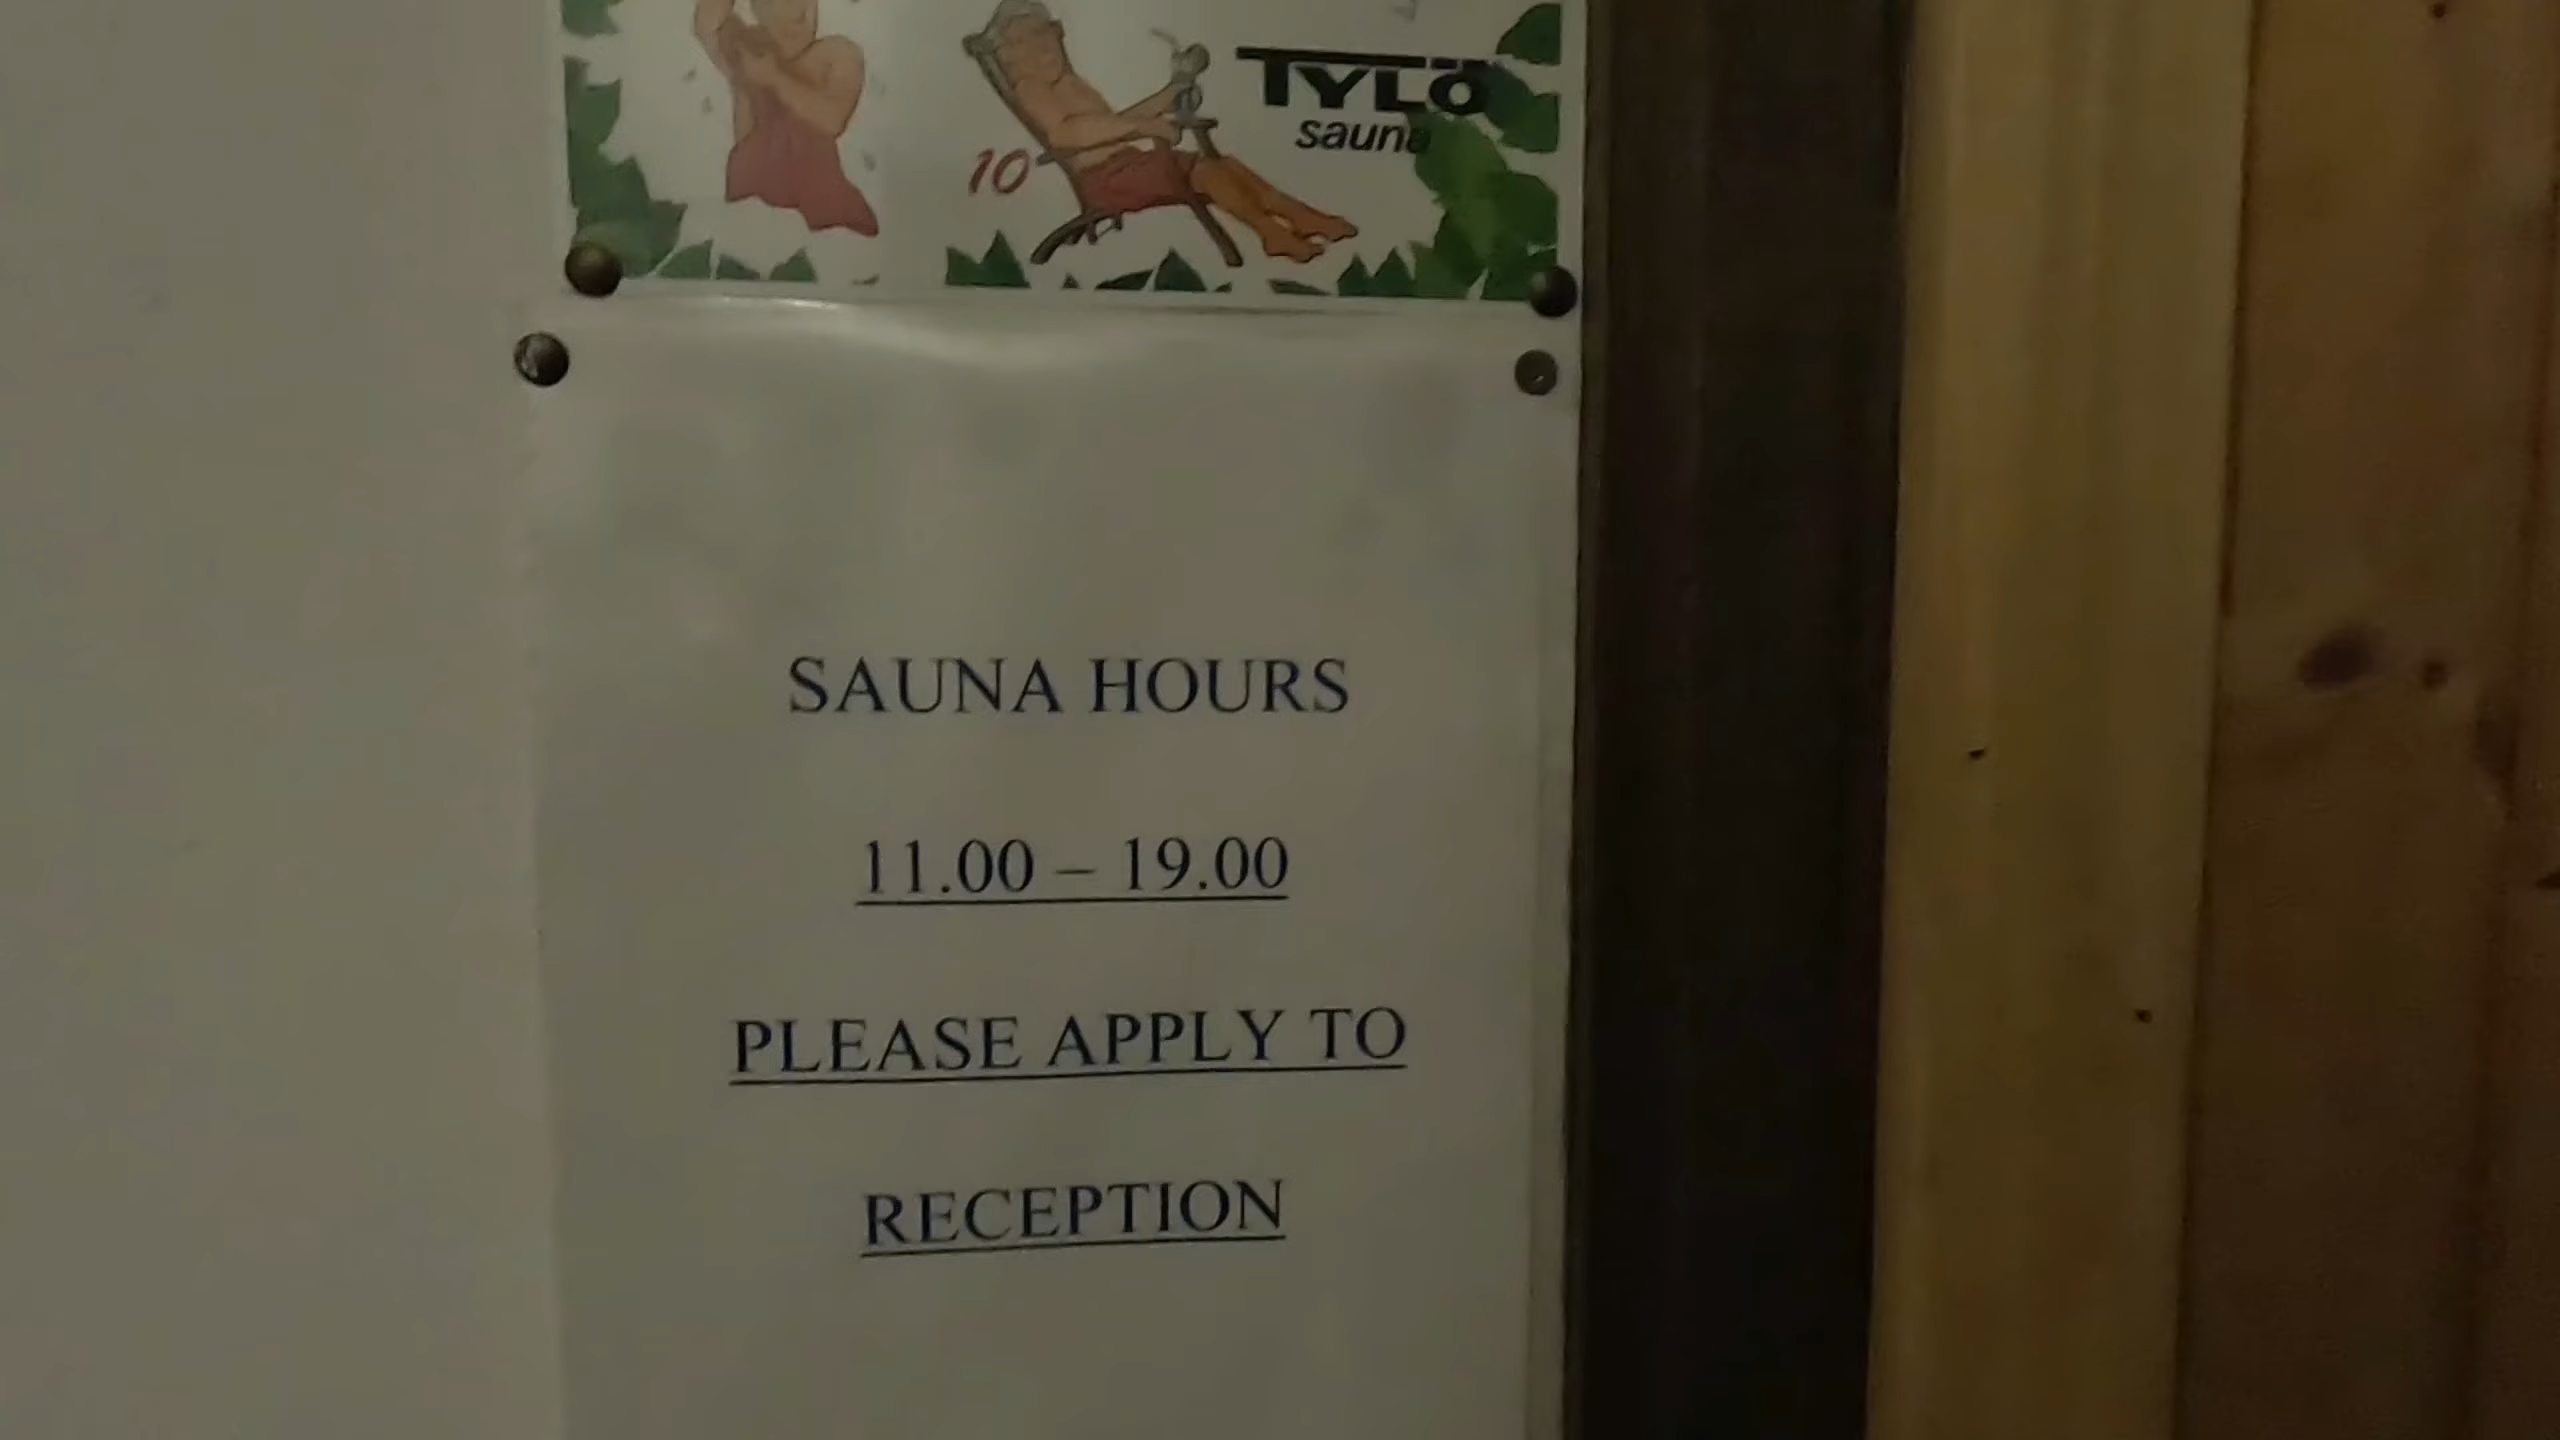 TYLÖ
sauna
10
SAUNA HOURS
11.00 – 19.00
PLEASE APPLY TO
RECEPTION